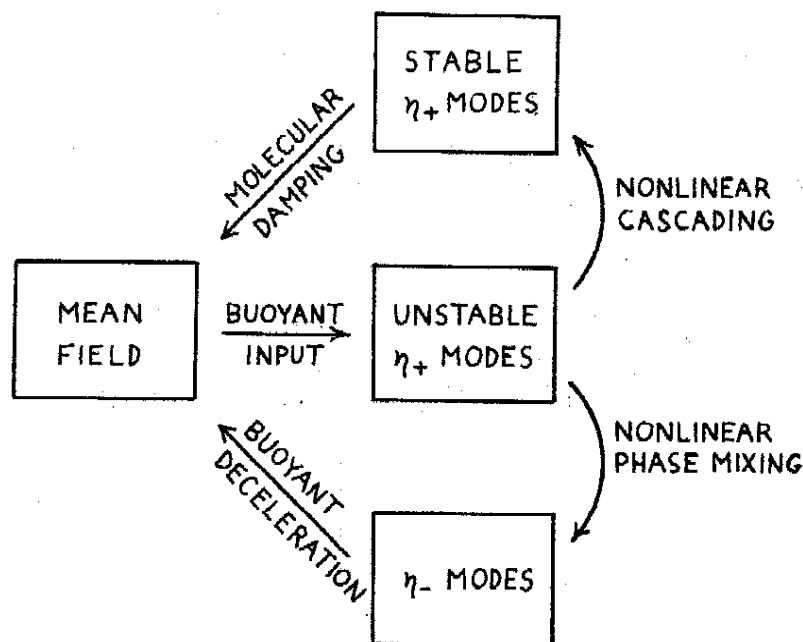 STABLE
η+ MODES
MOLECULAR
DAMPING
NONLINEAR
CASCADING
MEAN
FIELD
BUOYANT
INPUT
UNSTABLE
η+ MODES
BUOYANT
DECELERATION
NONLINEAR
PHASE MIXING
η- MODES